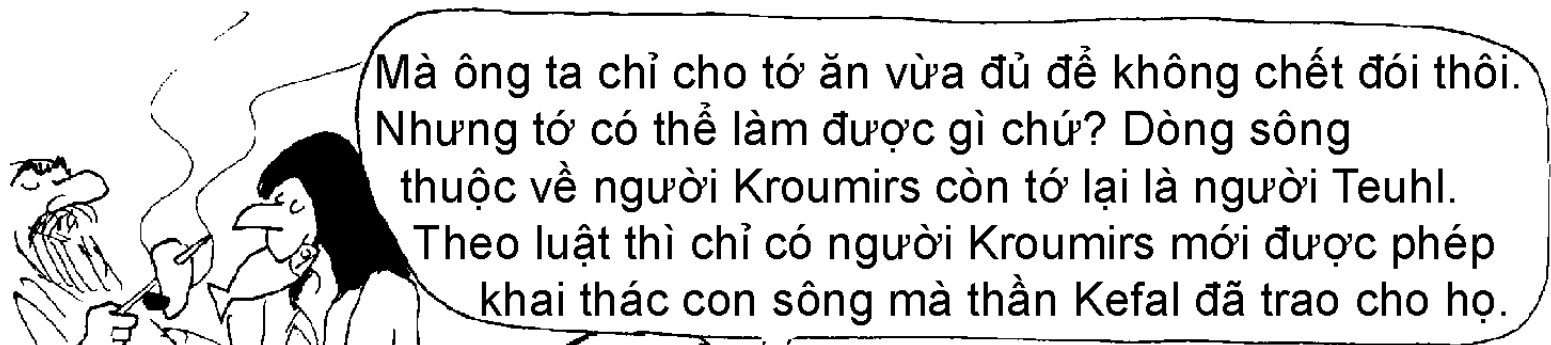 Mà ông ta chỉ cho tớ ăn vừa đủ để không chết đói thôi.
Nhưng tớ có thể làm được gì chứ? Dòng sông
thuộc về người Kroumirs còn tớ lại là người Teuhl.
Theo luật thì chỉ có người Kroumirs mới được phép
khai thác con sông mà thần Kefal đã trao cho họ.